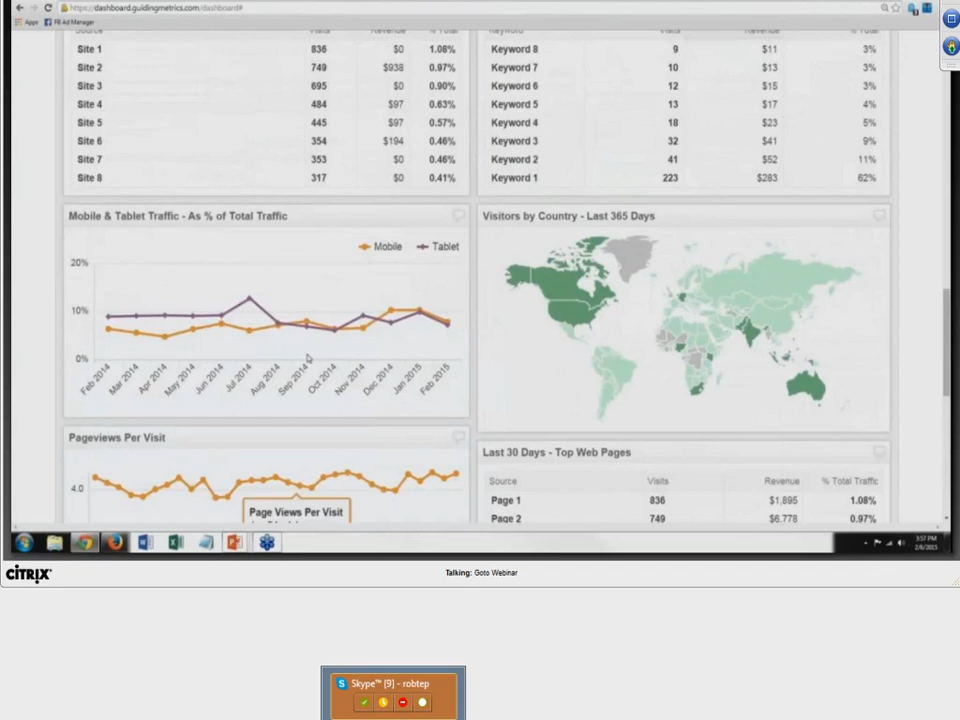 https://dashboard.guidingmetrics.com/dashboard#
Apps FB Ad Manager
Source Visits Revenue % Total
Site 1 836 $0 1.08%
Site 2 749 $938 0.97%
Site 3 695 $0 0.90%
Site 4 484 $97 0.63%
Site 5 445 $97 0.57%
Site 6 354 $194 0.46%
Site 7 353 $0 0.46%
Site 8 317 $0 0.41%
Keyword Visits Revenue % Total
Keyword 8 9 $11 3%
Keyword 7 10 $13 3%
Keyword 6 12 $15 3%
Keyword 5 13 $17 4%
Keyword 4 18 $23 5%
Keyword 3 32 $41 9%
Keyword 2 41 $52 11%
Keyword 1 223 $283 62%
Mobile & Tablet Traffic - As % of Total Traffic
Mobile Tablet
20%
10%
0%
Feb 2014 Mar 2014 Apr 2014 May 2014 Jun 2014 Jul 2014 Aug 2014 Sep 2014 Oct 2014 Nov 2014 Dec 2014 Jan 2015 Feb 2015
Visitors by Country - Last 365 Days
Pageviews Per Visit
4.0
Page Views Per Visit
Last 30 Days - Top Web Pages
Source Visits Revenue % Total Traffic
Page 1 836 $1,895 1.08%
Page 2 749 $6,778 0.97%
3:57 PM
2/6/2015
CITRIX
Talking: Goto Webinar
Skype™ [9] - robtep